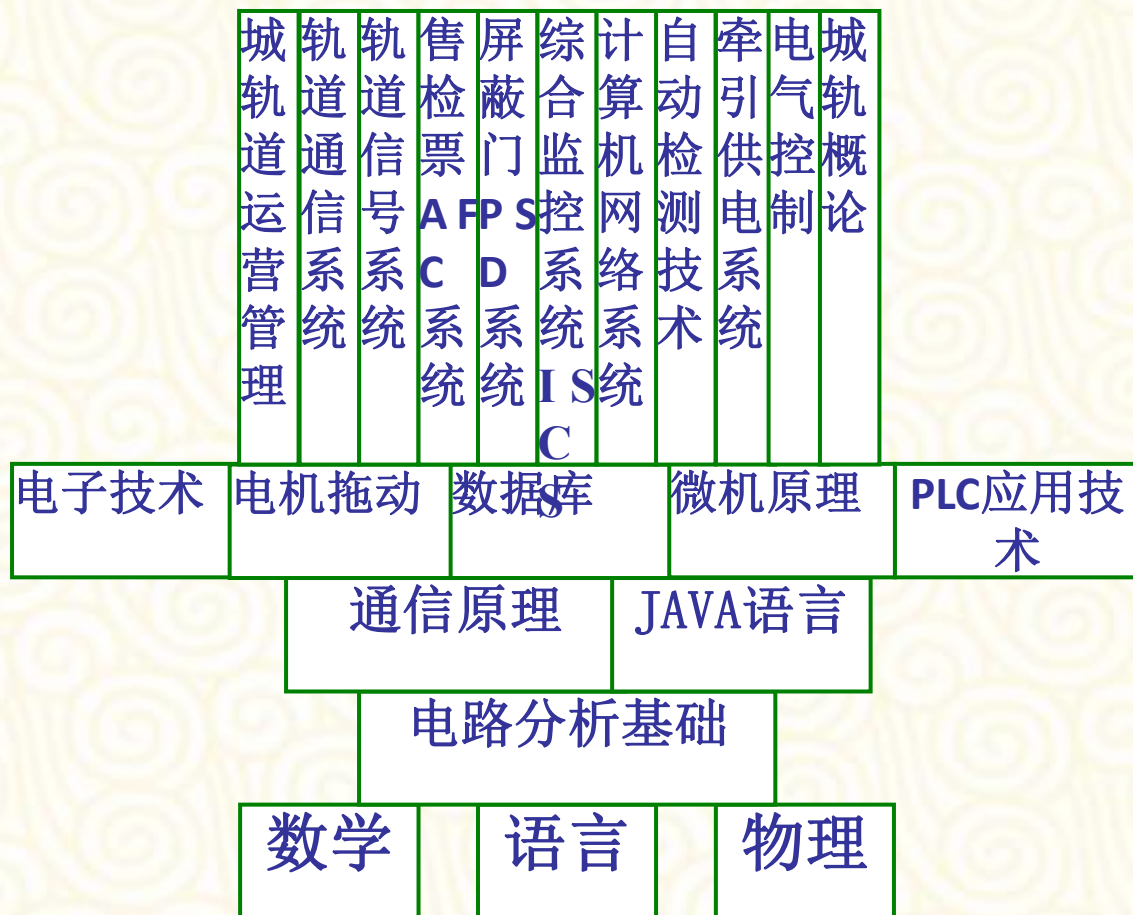 城轨道运营管理
轨道通信系统
轨道信号系统
售检票AFC系统
屏蔽门PSD系统
综合监控系统ISCS
计算机网络系统
自动检测技术
牵引供电系统
电气控制
城轨概论
电子技术
电机拖动
数据库
微机原理
PLC应用技
术
通信原理
JAVA语言
电路分析基础
数学
语言
物理